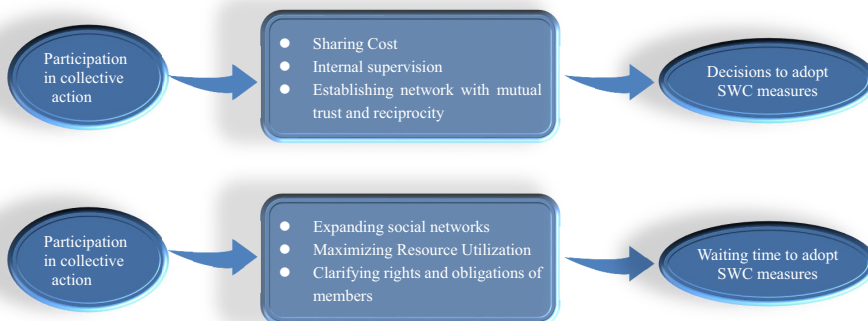 Participation
in collective
action
Sharing Cost
Internal supervision
Establishing network with mutual
trust and reciprocity
Decisions to adopt
SWC measures
Participation
in collective
action
Expanding social networks
Maximizing Resource Utilization
Clarifying rights and obligations of
members
Waiting time to adopt
SWC measures